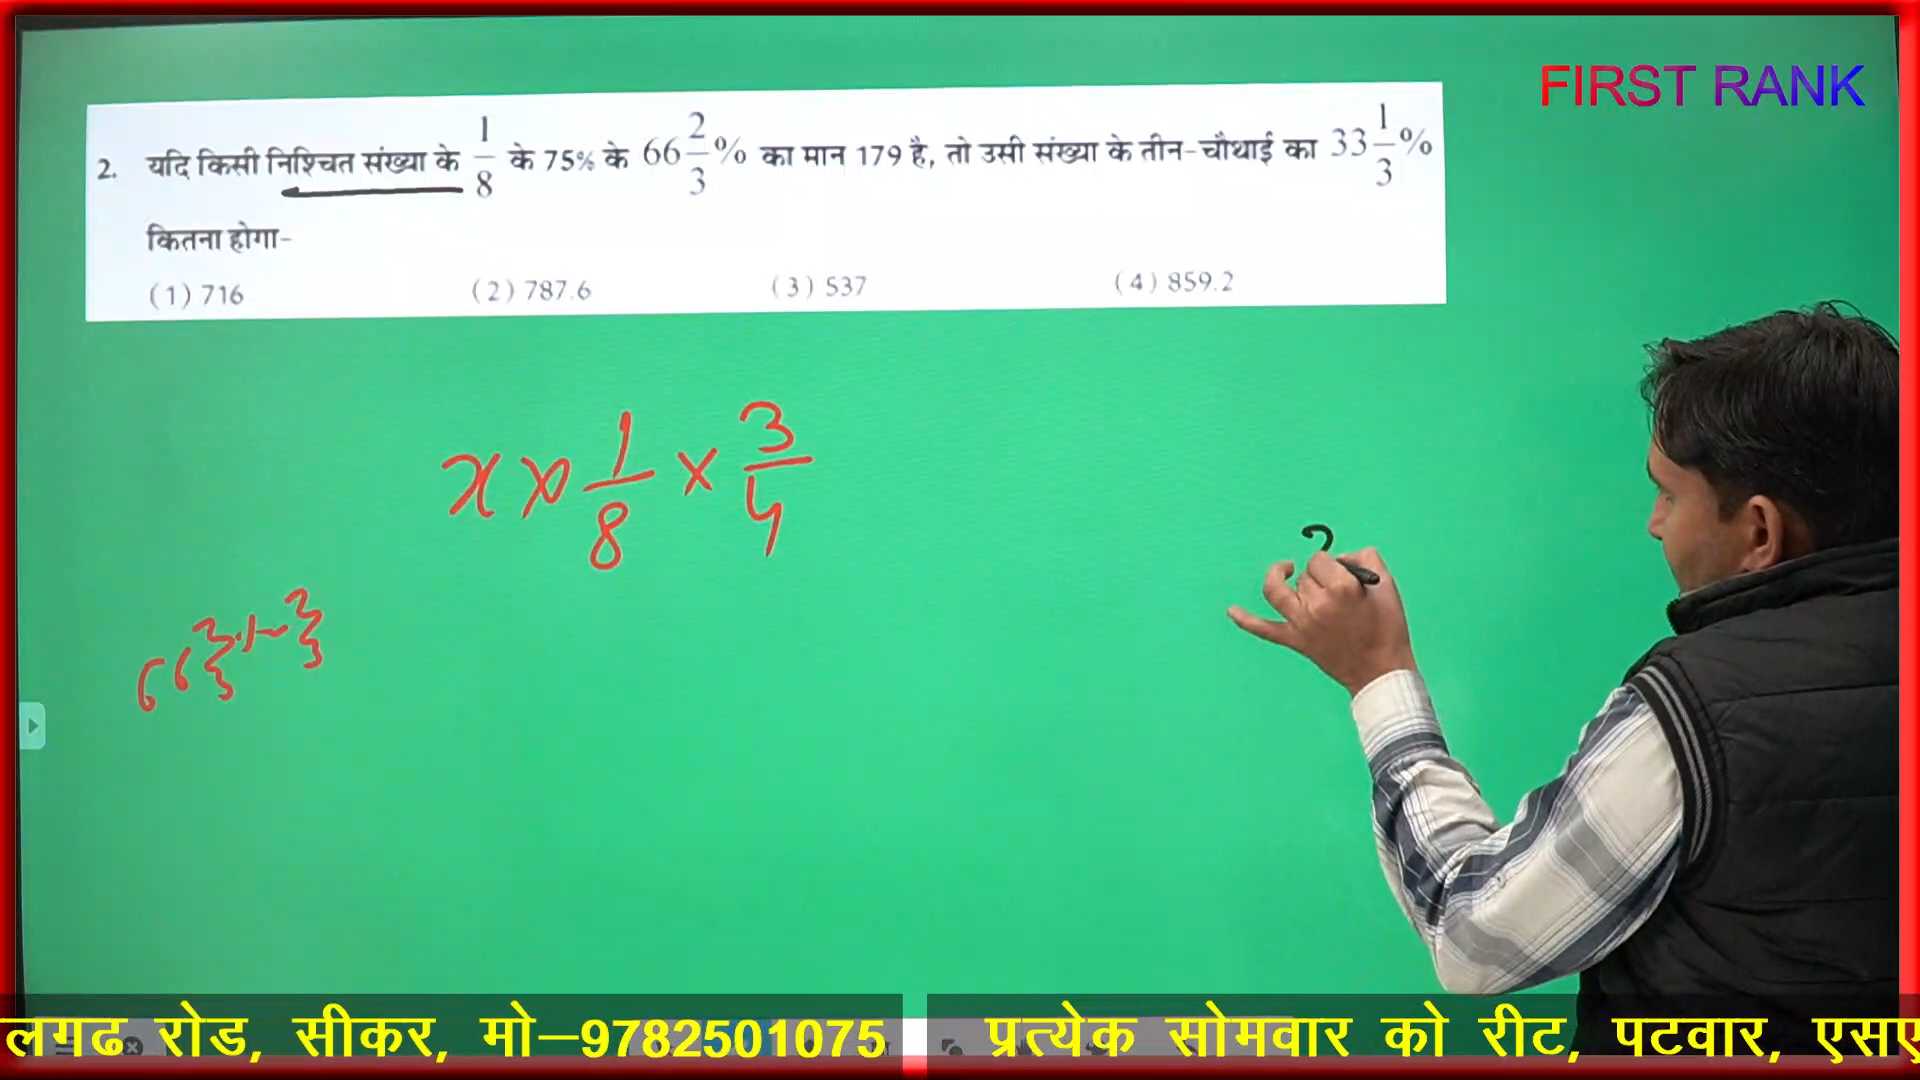 FIRST RANK
2. यदि किसी निश्चित संख्या के 1/8 के 75% के 66 2/3% का मान 179 है, तो उसी संख्या के तीन-चौथाई का 33 1/3%
कितना होगा-
(1) 716 (2) 787.6 (3) 537 (4) 859.2
x × 1/8 × 3/4
66
लगढ रोड, सीकर, मो-9782501075 प्रत्येक सोमवार को रीट, पटवार, एसए